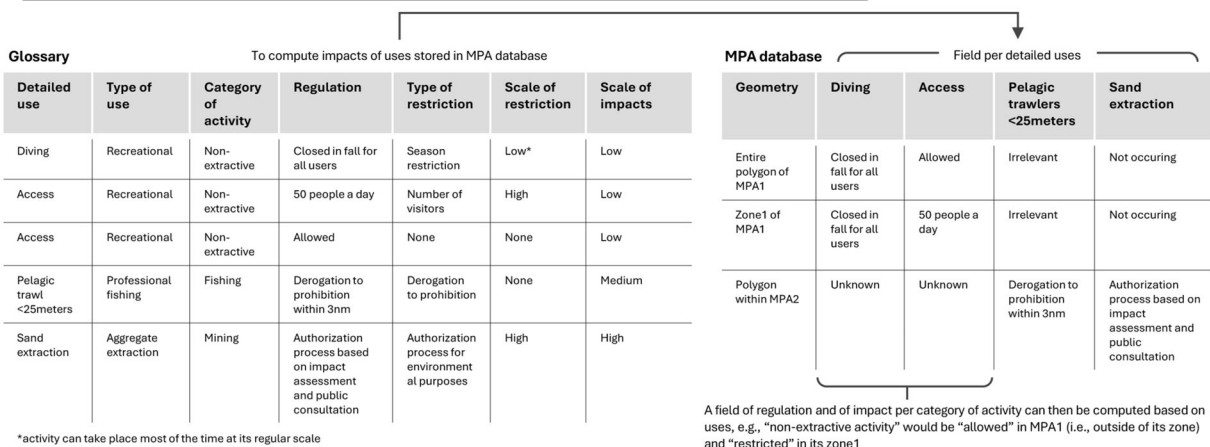 To compute impacts of uses stored in MPA database
Glossary
Detailed use
Type of use
Category of activity
Regulation
Type of restriction
Scale of restriction
Scale of impacts
Diving
Recreational
Non-extractive
Closed in fall for all users
Season restriction
Low*
Low
Access
Recreational
Non-extractive
50 people a day
Number of visitors
High
Low
Access
Recreational
Non-extractive
Allowed
None
None
Low
Pelagic trawl <25meters
Professional fishing
Fishing
Derogation to prohibition within 3nm
Derogation to prohibition
None
Medium
Sand extraction
Aggregate extraction
Mining
Authorization process based on impact assessment and public consultation
Authorization process for environment al purposes
High
High
*activity can take place most of the time at its regular scale
MPA database
Field per detailed uses
Geometry
Diving
Access
Pelagic trawlers <25meters
Sand extraction
Entire polygon of MPA1
Closed in fall for all users
Allowed
Irrelevant
Not occuring
Zone1 of MPA1
Closed in fall for all users
50 people a day
Irrelevant
Not occuring
Polygon within MPA2
Unknown
Unknown
Derogation to prohibition within 3nm
Authorization process based on impact assessment and public consultation
A field of regulation and of impact per category of activity can then be computed based on
uses, e.g., "non-extractive activity" would be "allowed" in MPA1 (i.e., outside of its zone)
and "restricted" in its zone1